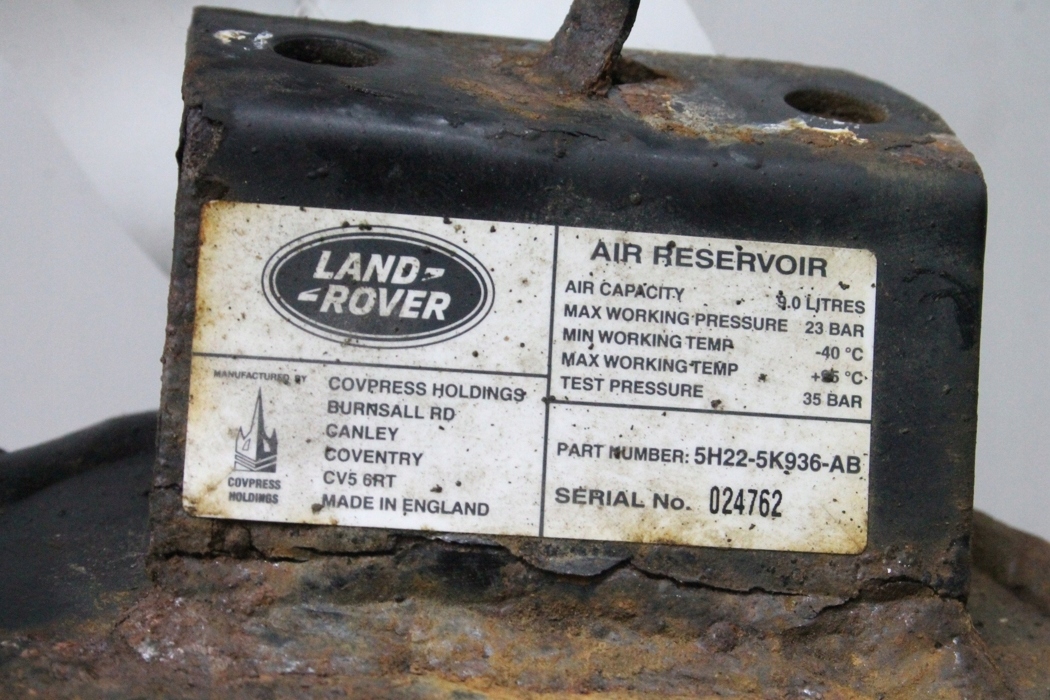 LAND-
-ROVER
MANUFACTURED BY
COVPRESS
HOLDINGS
COVPRESS HOLDINGS
BURNSALL RD
CANLEY
COVENTRY
CV5 6RT
MADE IN ENGLAND
AIR RESERVOIR
AIR CAPACITY 9.0 LITRES
MAX WORKING PRESSURE 23 BAR
MIN WORKING TEMP -40 °C
MAX WORKING TEMP °C
TEST PRESSURE 35 BAR
PART NUMBER: 5H22-5K936-AB
SERIAL No. 024762